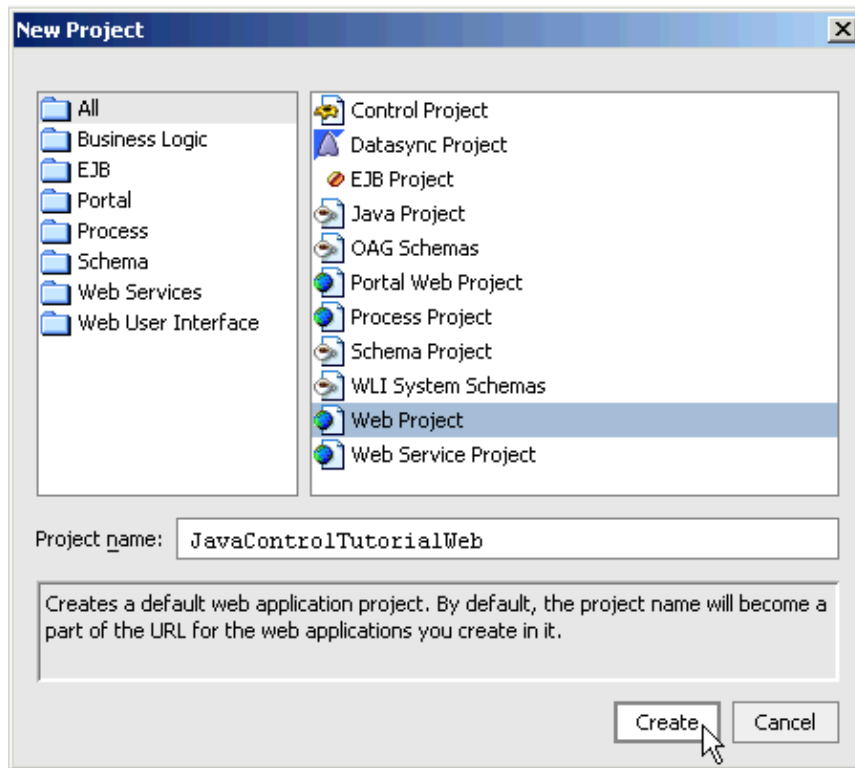 New Project
All
Business Logic
EJB
Portal
Process
Schema
Web Services
Web User Interface
Control Project
Datasync Project
EJB Project
Java Project
OAG Schemas
Portal Web Project
Process Project
Schema Project
WLI System Schemas
Web Project
Web Service Project
Project name: JavaControlTutorialWeb
Creates a default web application project. By default, the project name will become a
part of the URL for the web applications you create in it.
Create Cancel